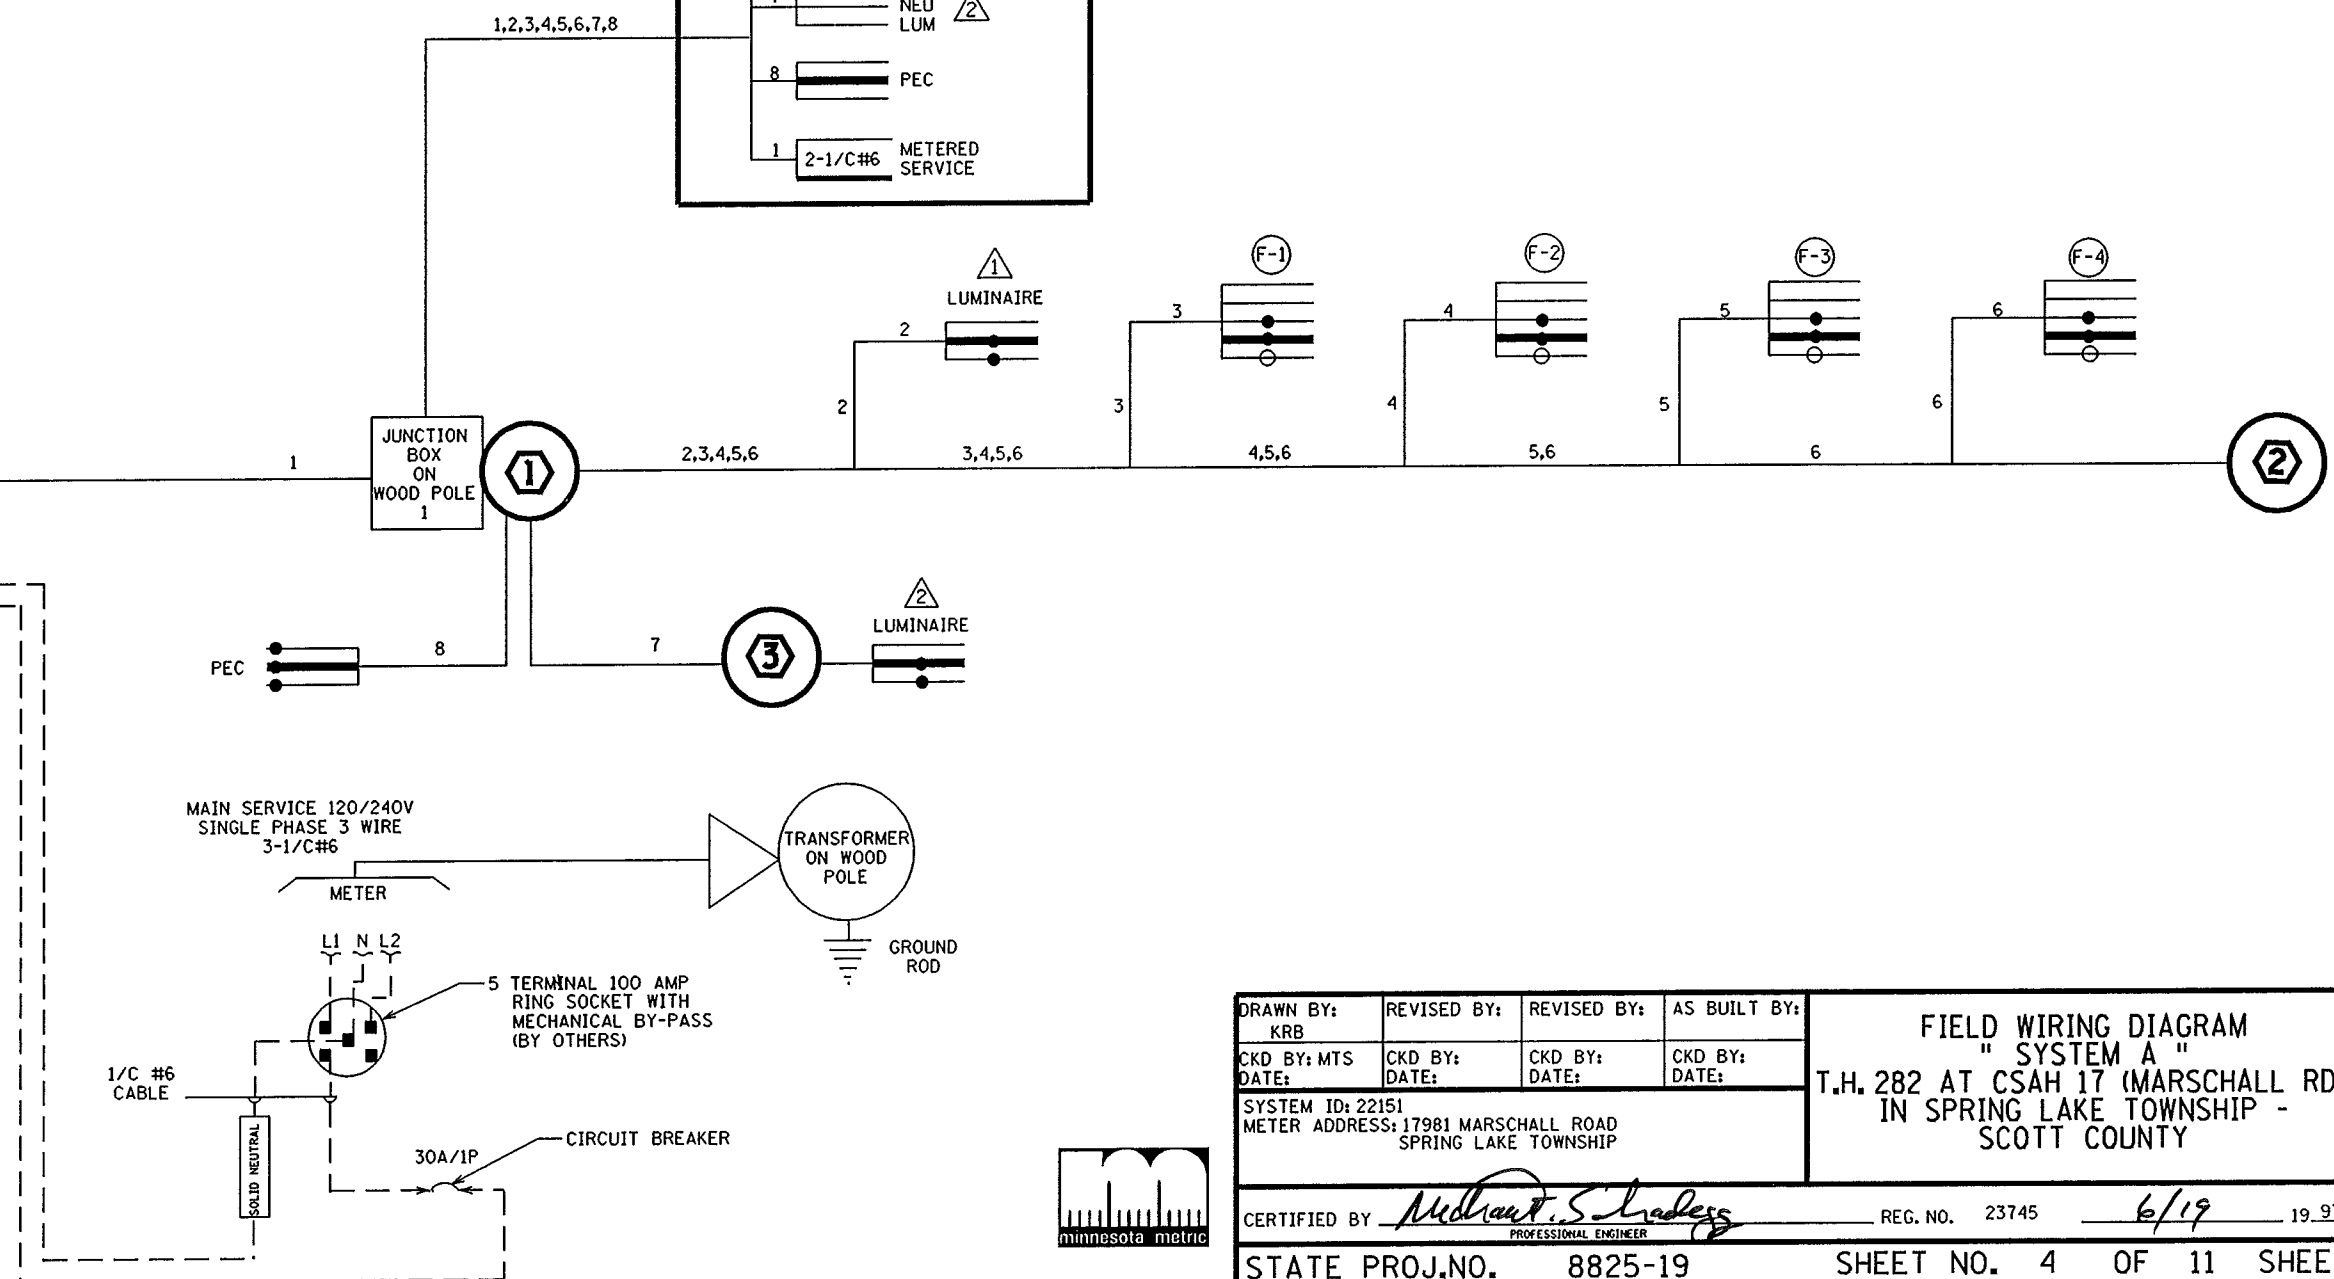 NEU
2
LUM
1,2,3,4,5,6,7,8
8
PEC
1
2-1/C#6
METERED
SERVICE
1
LUMINAIRE
2
2
F-1
3
3
F-2
4
4
F-3
5
5
F-4
6
6
1
JUNCTION
BOX
ON
WOOD POLE
1
1
2,3,4,5,6
3,4,5,6
4,5,6
5,6
6
2
PEC
8
7
3
2
LUMINAIRE
MAIN SERVICE 120/240V
SINGLE PHASE 3 WIRE
3-1/C#6
METER
TRANSFORMER
ON WOOD
POLE
GROUND
ROD
L1 N L2
5 TERMINAL 100 AMP
RING SOCKET WITH
MECHANICAL BY-PASS
(BY OTHERS)
1/C #6
CABLE
SOLID NEUTRAL
30A/1P
CIRCUIT BREAKER
minnesota metric
DRAWN BY:
KRB
REVISED BY:
REVISED BY:
AS BUILT BY:
CKD BY: MTS
DATE:
CKD BY:
DATE:
CKD BY:
DATE:
CKD BY:
DATE:
SYSTEM ID: 22151
METER ADDRESS: 17981 MARSCHALL ROAD
SPRING LAKE TOWNSHIP
FIELD WIRING DIAGRAM
" SYSTEM A "
T.H. 282 AT CSAH 17 (MARSCHALL RD
IN SPRING LAKE TOWNSHIP -
SCOTT COUNTY
CERTIFIED BY
PROFESSIONAL ENGINEER
REG. NO. 23745 6/19 19 9
STATE PROJ.NO. 8825-19 SHEET NO. 4 OF 11 SHEE